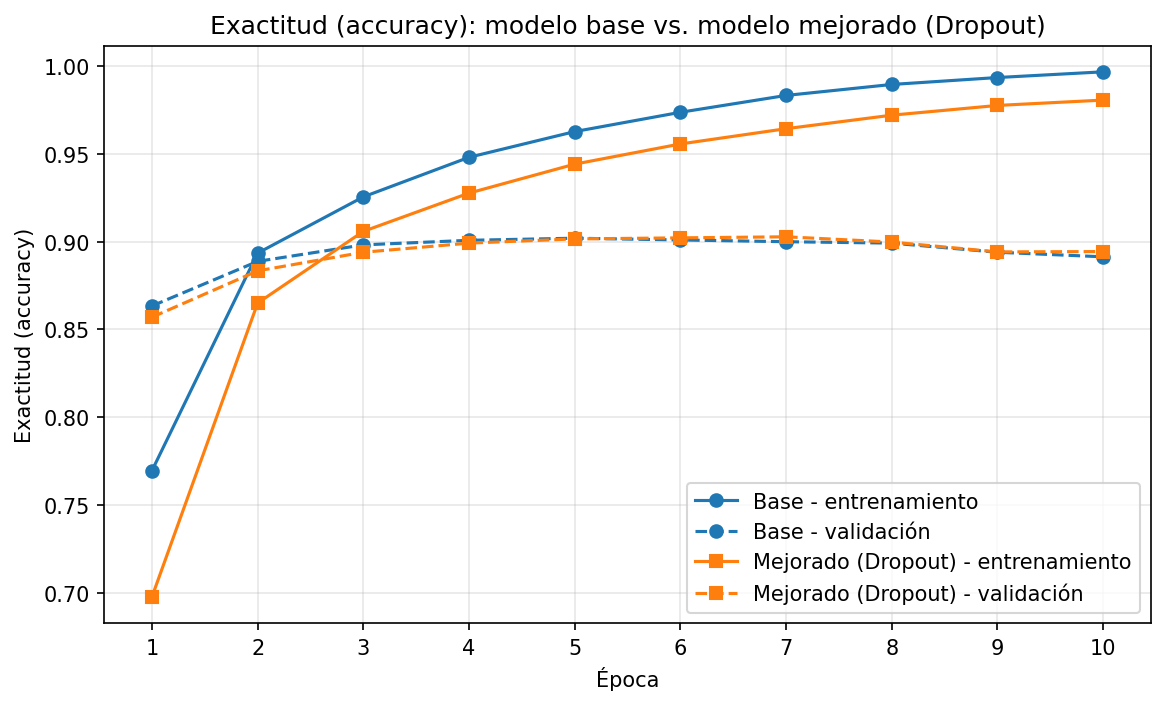 Exactitud (accuracy): modelo base vs. modelo mejorado (Dropout)
Exactitud (accuracy)
1.00
0.95
0.90
0.85
0.80
0.75
0.70
Base - entrenamiento
Base - validación
Mejorado (Dropout) - entrenamiento
Mejorado (Dropout) - validación
1 2 3 4 5 6 7 8 9 10
Época